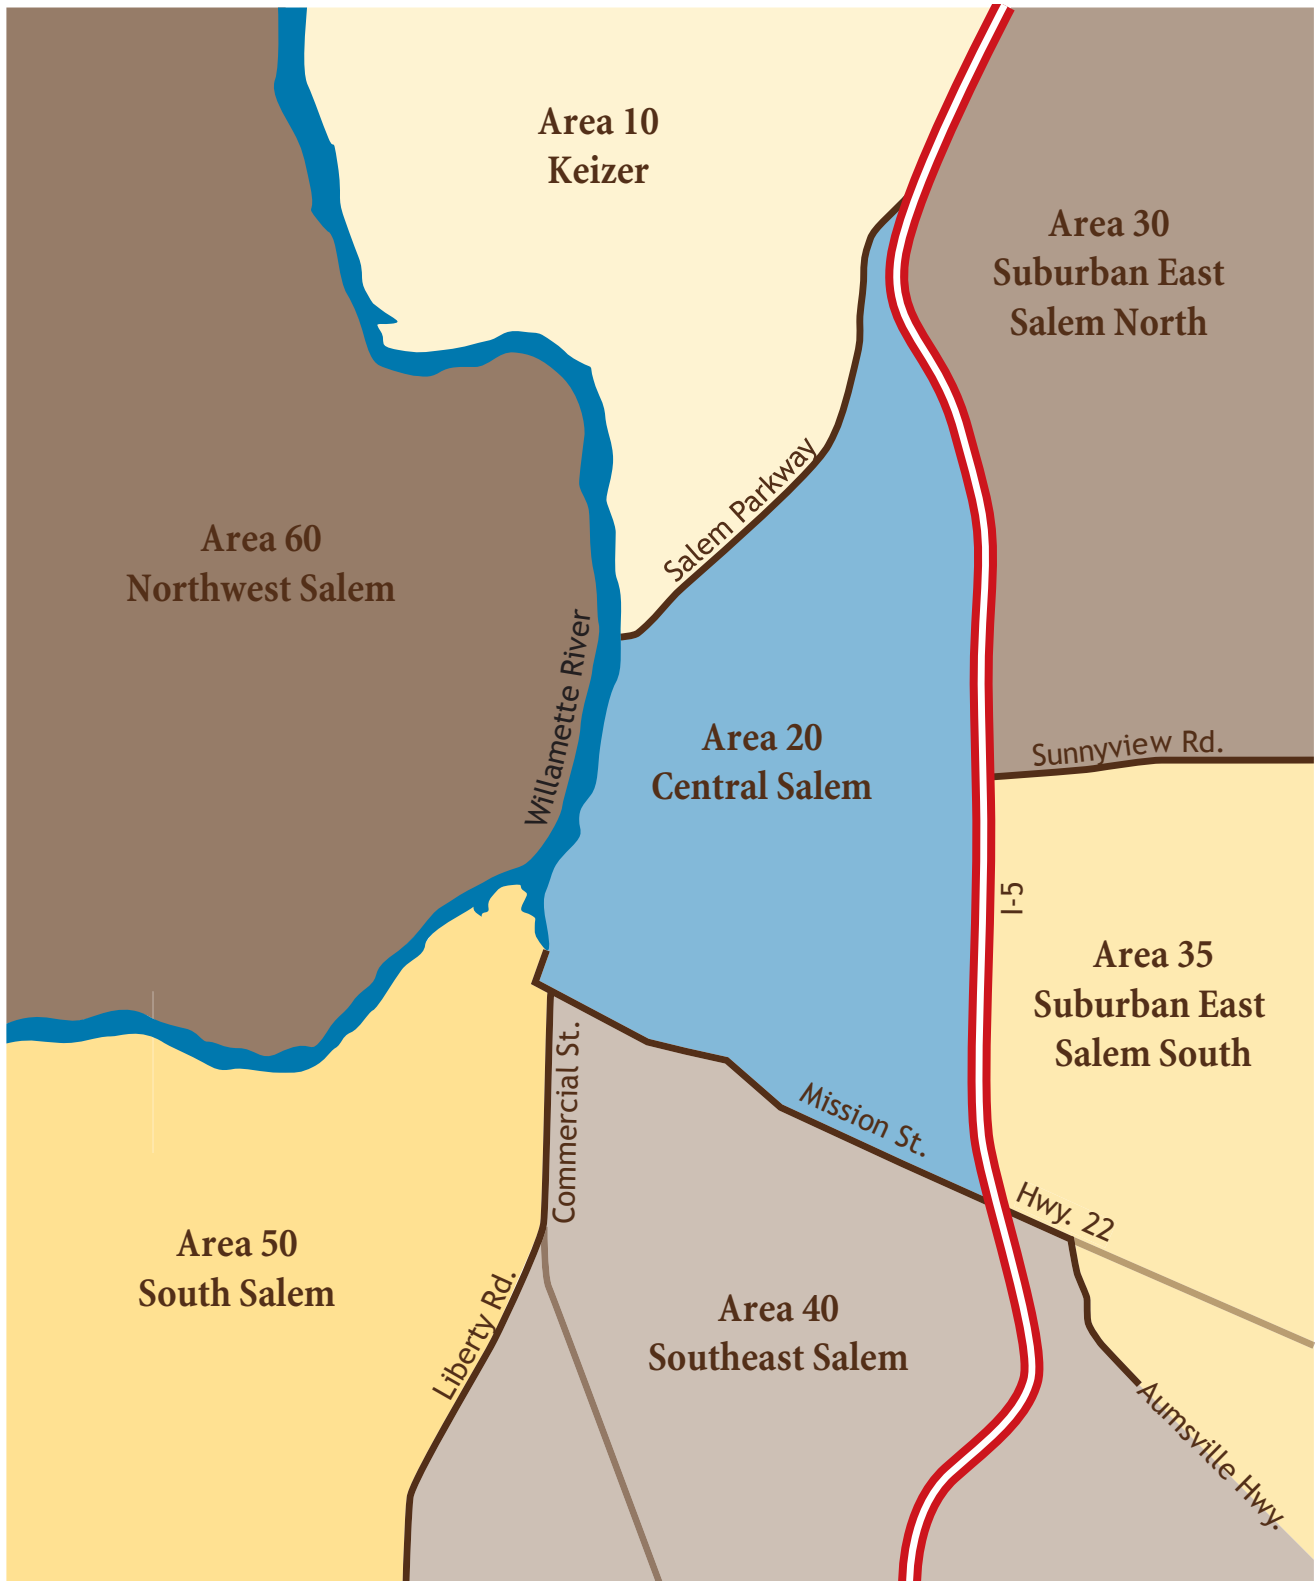 Area 10
Keizer
Area 30
Suburban East
Salem North
Salem Parkway
Area 60
Northwest Salem
Willamette River
Area 20
Central Salem
Sunnyview Rd.
I-5
Area 35
Suburban East
Salem South
Commercial St.
Mission St.
Hwy. 22
Area 50
South Salem
Liberty Rd.
Area 40
Southeast Salem
Aumsville Hwy.